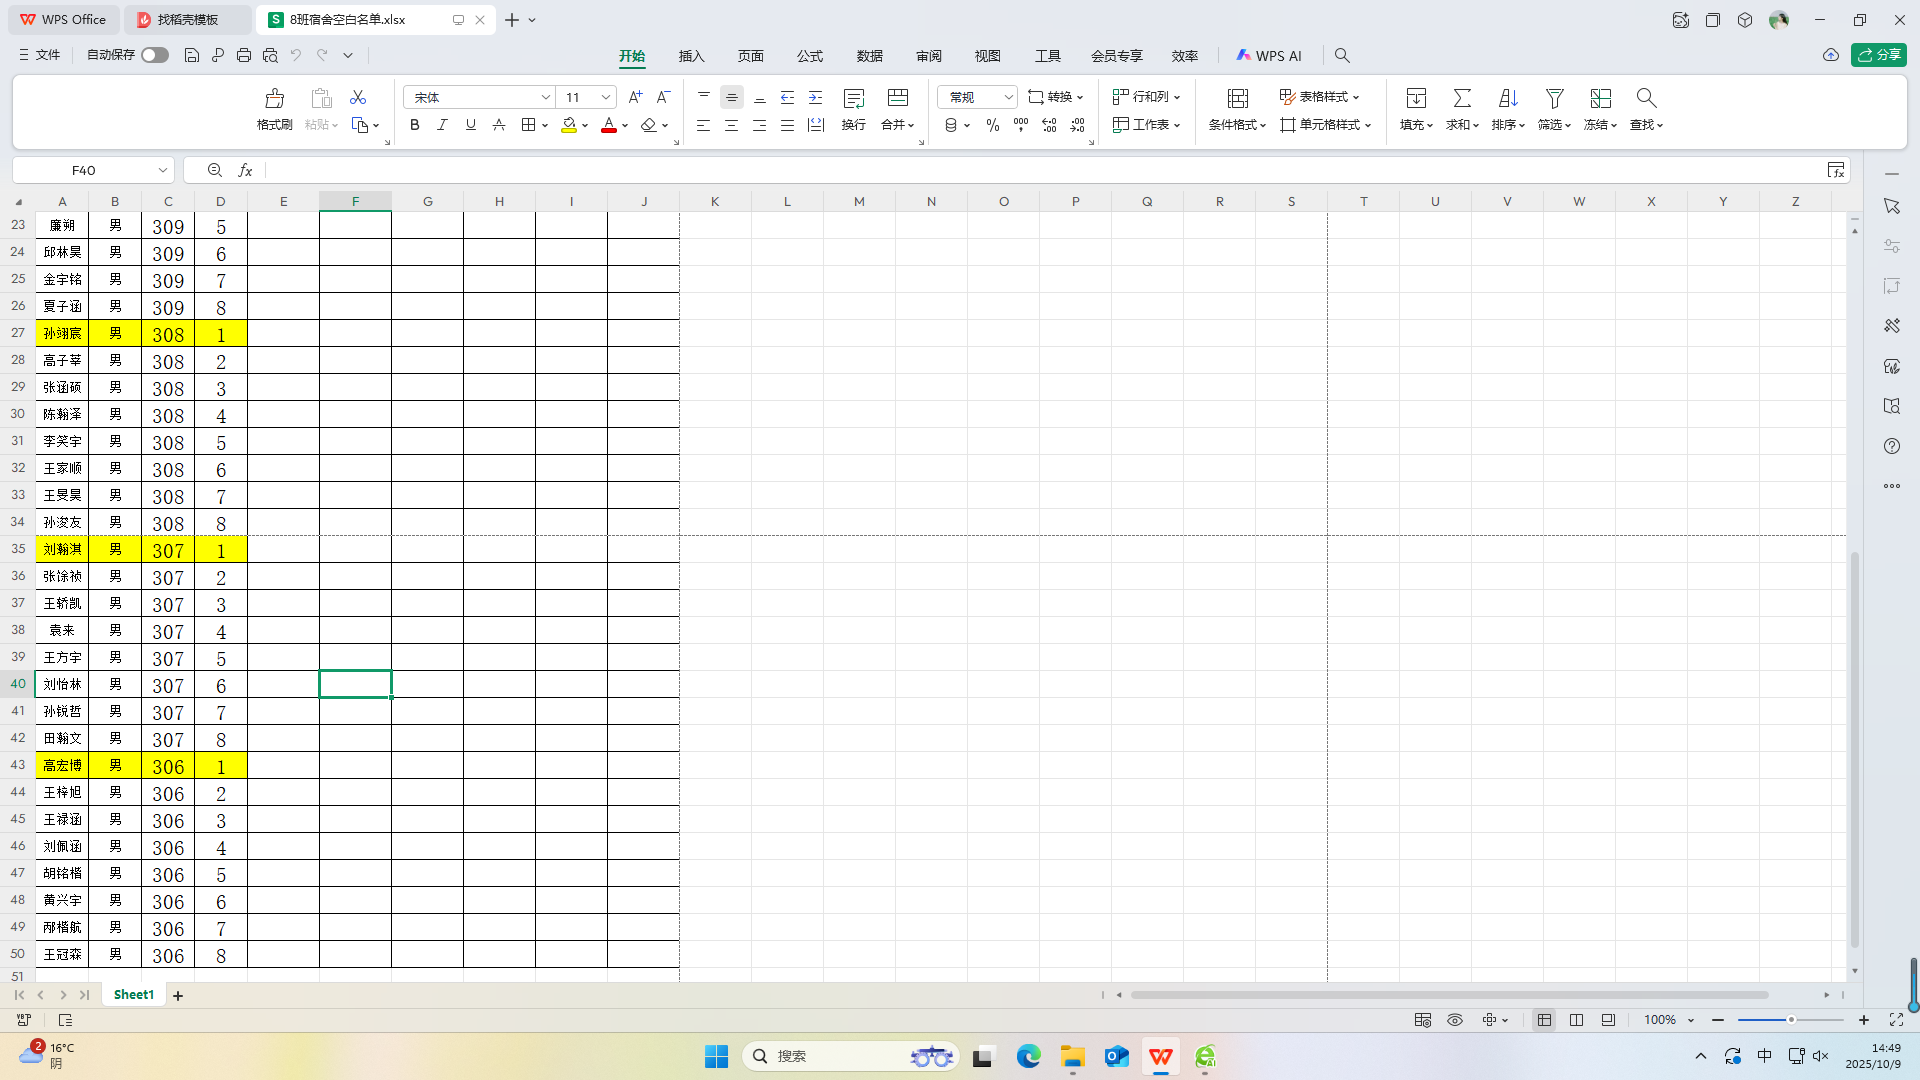 WPS Office 找稻壳模板 8班宿舍空白名单.xlsx
文件 自动保存 开始 插入 页面 公式 数据 审阅 视图 工具 会员专享 效率 WPS AI 分享
宋体 11 A+ A- 常规 转换 行和列 表格样式
格式刷 粘贴 B I U A 换行 合并 % 工作表 条件格式 单元格样式 填充 求和 排序 筛选 冻结 查找
F40 fx
A B C D E F G H I J K L M N O P Q R S T U V W X Y Z
23 廉朔 男 309 5
24 邱林昊 男 309 6
25 金宇铭 男 309 7
26 夏子涵 男 309 8
27 孙翊宸 男 308 1
28 高子莘 男 308 2
29 张涵硕 男 308 3
30 陈瀚泽 男 308 4
31 李笑宇 男 308 5
32 王家顺 男 308 6
33 王旻昊 男 308 7
34 孙浚友 男 308 8
35 刘瀚淇 男 307 1
36 张馀祯 男 307 2
37 王轿凯 男 307 3
38 袁来 男 307 4
39 王方宇 男 307 5
40 刘怡林 男 307 6
41 孙锐哲 男 307 7
42 田瀚文 男 307 8
43 高宏博 男 306 1
44 王梓旭 男 306 2
45 王禄涵 男 306 3
46 刘佩涵 男 306 4
47 胡铭楷 男 306 5
48 黄兴宇 男 306 6
49 邴楷航 男 306 7
50 王冠森 男 306 8
51
Sheet1
100%
2 16°C
阴
搜索
中
14:49
2025/10/9